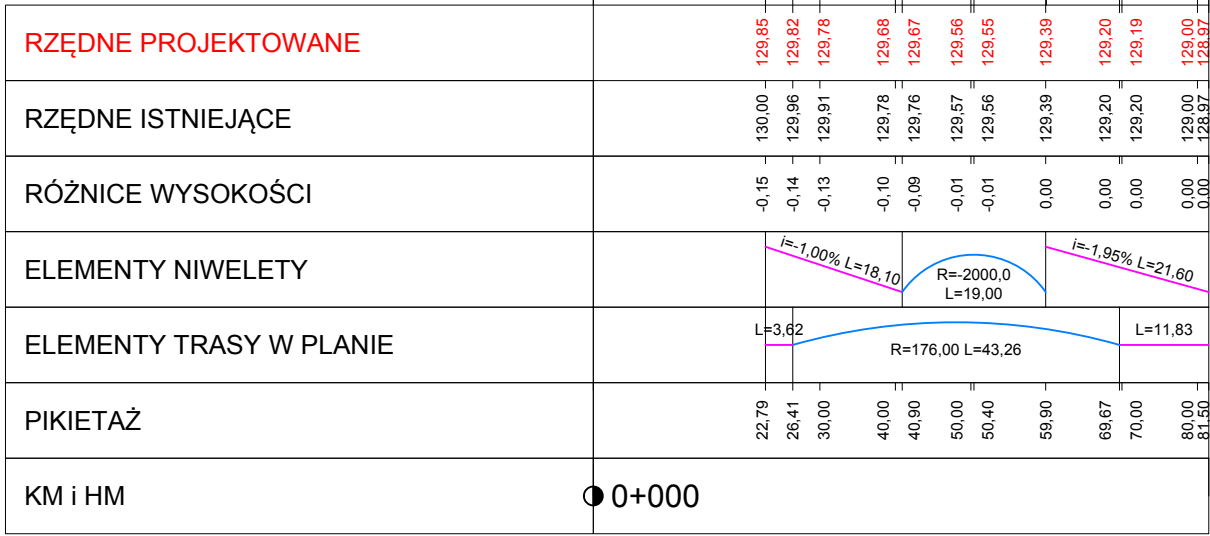 RZĘDNE PROJEKTOWANE
129,85 129,82 129,78 129,68 129,67 129,56 129,55 129,39 129,20 129,19 129,00 128,97
RZĘDNE ISTNIEJĄCE
130,00 129,96 129,91 129,78 129,76 129,57 129,56 129,39 129,20 129,20 129,00 128,97
RÓŻNICE WYSOKOŚCI
-0,15 -0,14 -0,13 -0,10 -0,09 -0,01 -0,01 0,00 0,00 0,00 0,00 0,00
ELEMENTY NIWELETY
i=-1,00% L=18,10
R=-2000,0
L=19,00
i=-1,95% L=21,60
ELEMENTY TRASY W PLANIE
L=3,62
R=176,00 L=43,26
L=11,83
PIKIETAŻ
22,79 26,41 30,00 40,00 40,90 50,00 50,40 59,90 69,67 70,00 80,00 81,50
KM i HM
0+000